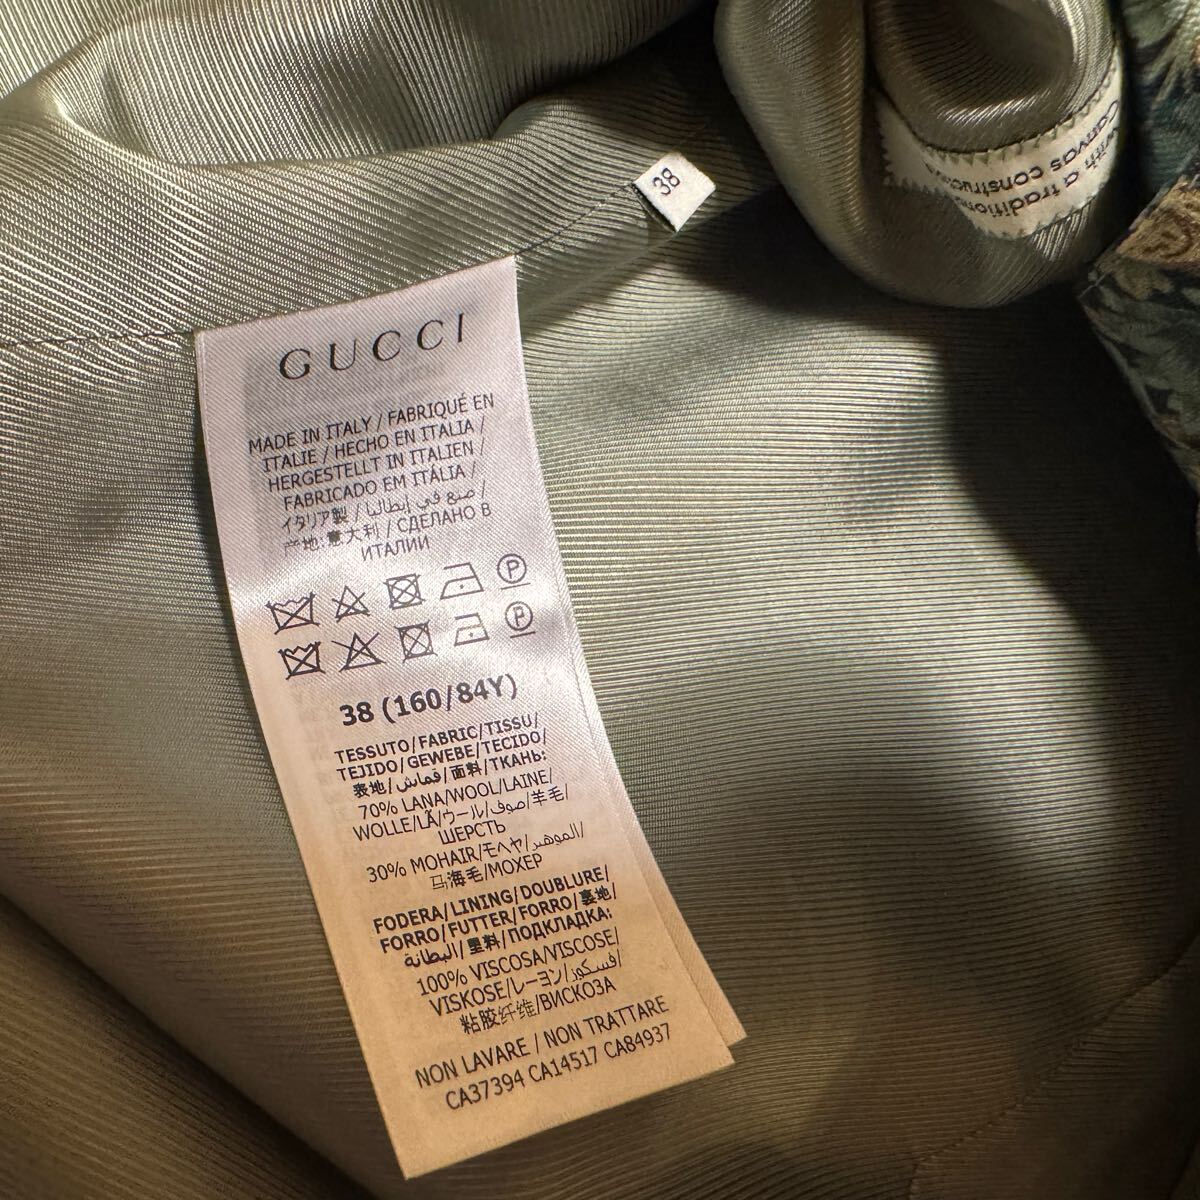 38
with a traditional
canvas construction
GUCCI
MADE IN ITALY / FABRIQUÉ EN
ITALIE / HECHO EN ITALIA /
HERGESTELLT IN ITALIEN /
FABRICADO EM ITÁLIA /
イタリア製 / صنع في إيطاليا /
产地:意大利 / СДЕЛАНО В
ИТАЛИИ
P
P
38 (160/84Y)
TESSUTO/FABRIC/TISSU/
TEJIDO/GEWEBE/TECIDO/
表地/قماش/面料/ТКАНЬ:
70% LANA/WOOL/LAINE/
WOLLE/LÃ/ウール/صوف/羊毛/
ШЕРСТЬ
30% MOHAIR/モヘヤ/الموهير/
马海毛/МОХЕР
FODERA/LINING/DOUBLURE/
FORRO/FUTTER/FORRO/裏地/
البطانة/里料/ПОДКЛАДКА:
100% VISCOSA/VISCOSE/
VISKOSE/レーヨン/فسكوز/
粘胶纤维/ВИСКОЗА
NON LAVARE / NON TRATTARE
CA37394 CA14517 CA84937